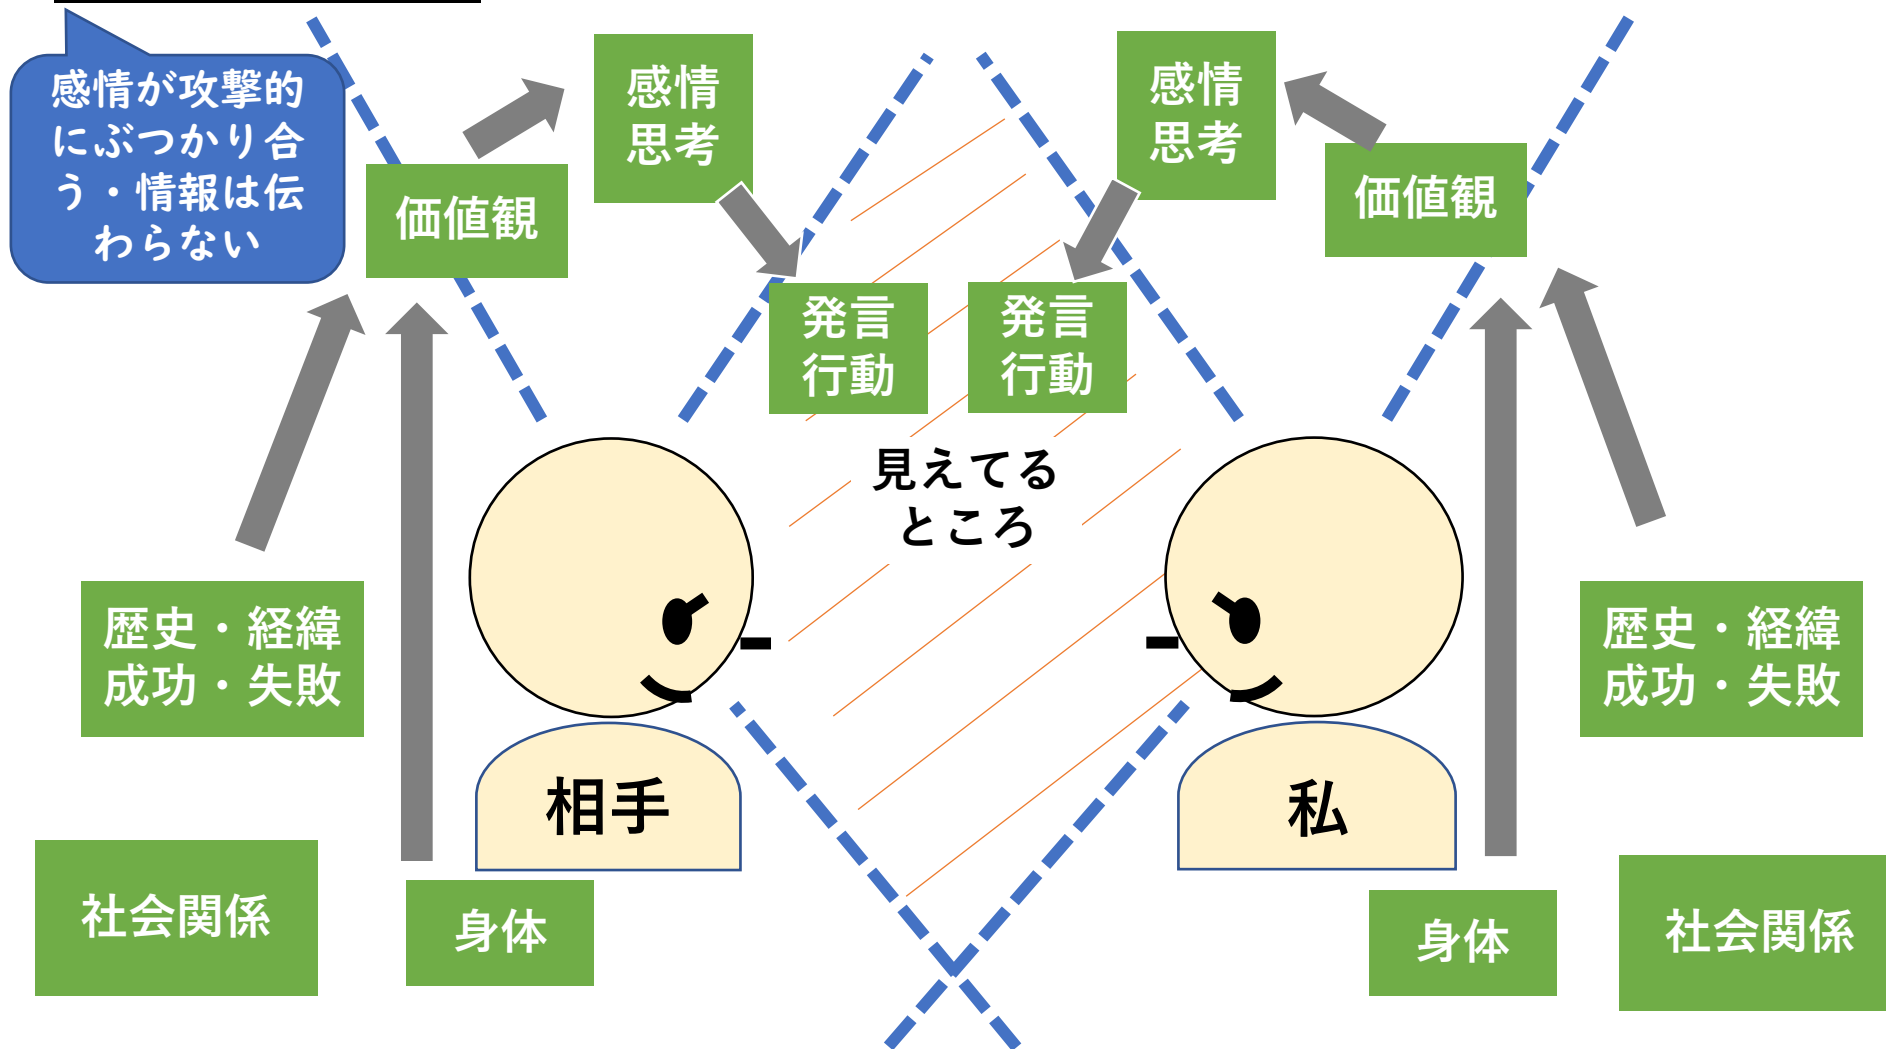 感情が攻撃的
にぶつかり合
う・情報は伝
わらない
感情
思考
価値観
発言
行動
歴史・経緯
成功・失敗
社会関係
身体
相手
見えてる
ところ
感情
思考
価値観
発言
行動
歴史・経緯
成功・失敗
私
身体
社会関係